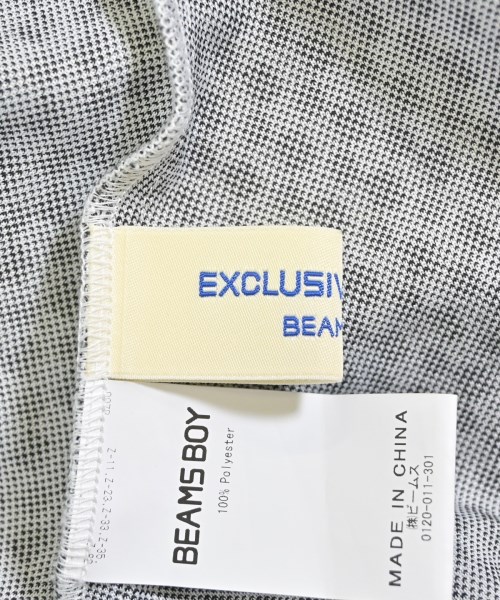 EXCLUSIV
BEAM
BEAMS BOY
100% Polyester
MADE IN CHINA
㈱ビームス
0120-011-301